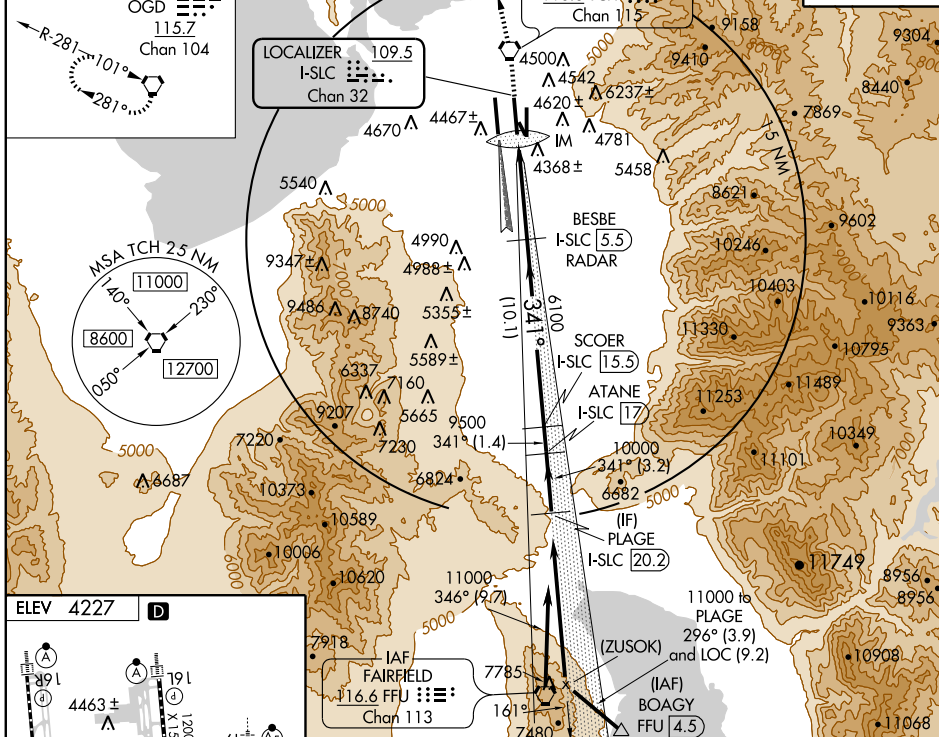 OGD
115.7
Chan 104
R-281
101°
281°
Chan 115
LOCALIZER 109.5
I-SLC
Chan 32
9158
9304
9410
8440
7869
5000
4500
4542
6237±
4620±
IM
4781
4368±
5458
15 NM
4670
4467±
5540
5000
8621
9602
BESBE
I-SLC 5.5
RADAR
10246
4990
4988±
9347±
MSA TCH 25 NM
11000
140°
230°
8600
050°
12700
9486
8740
5355±
5589±
(10.1)
341°
6100
10403
10116
9363
11330
10795
SCOER
I-SLC 15.5
ATANE
I-SLC 17
11489
11253
6337
7160
5665
9207
7230
7220
9500
341° (1.4)
10000
341° (3.2)
10349
11101
5000
6687
6824
6682
5000
10373
10589
10006
10620
(IF)
PLAGE
I-SLC 20.2
11749
8956
8956
11000
346° (9.7)
5000
11000 to
PLAGE
296° (3.9)
and LOC (9.2)
10908
11068
ELEV 4227
D
A
16R
P
4463±
A
16L
P
7918
IAF
FAIRFIELD
116.6 FFU
Chan 113
7785
161°
7480
(ZUSOK)
(IAF)
BOAGY
FFU 4.5